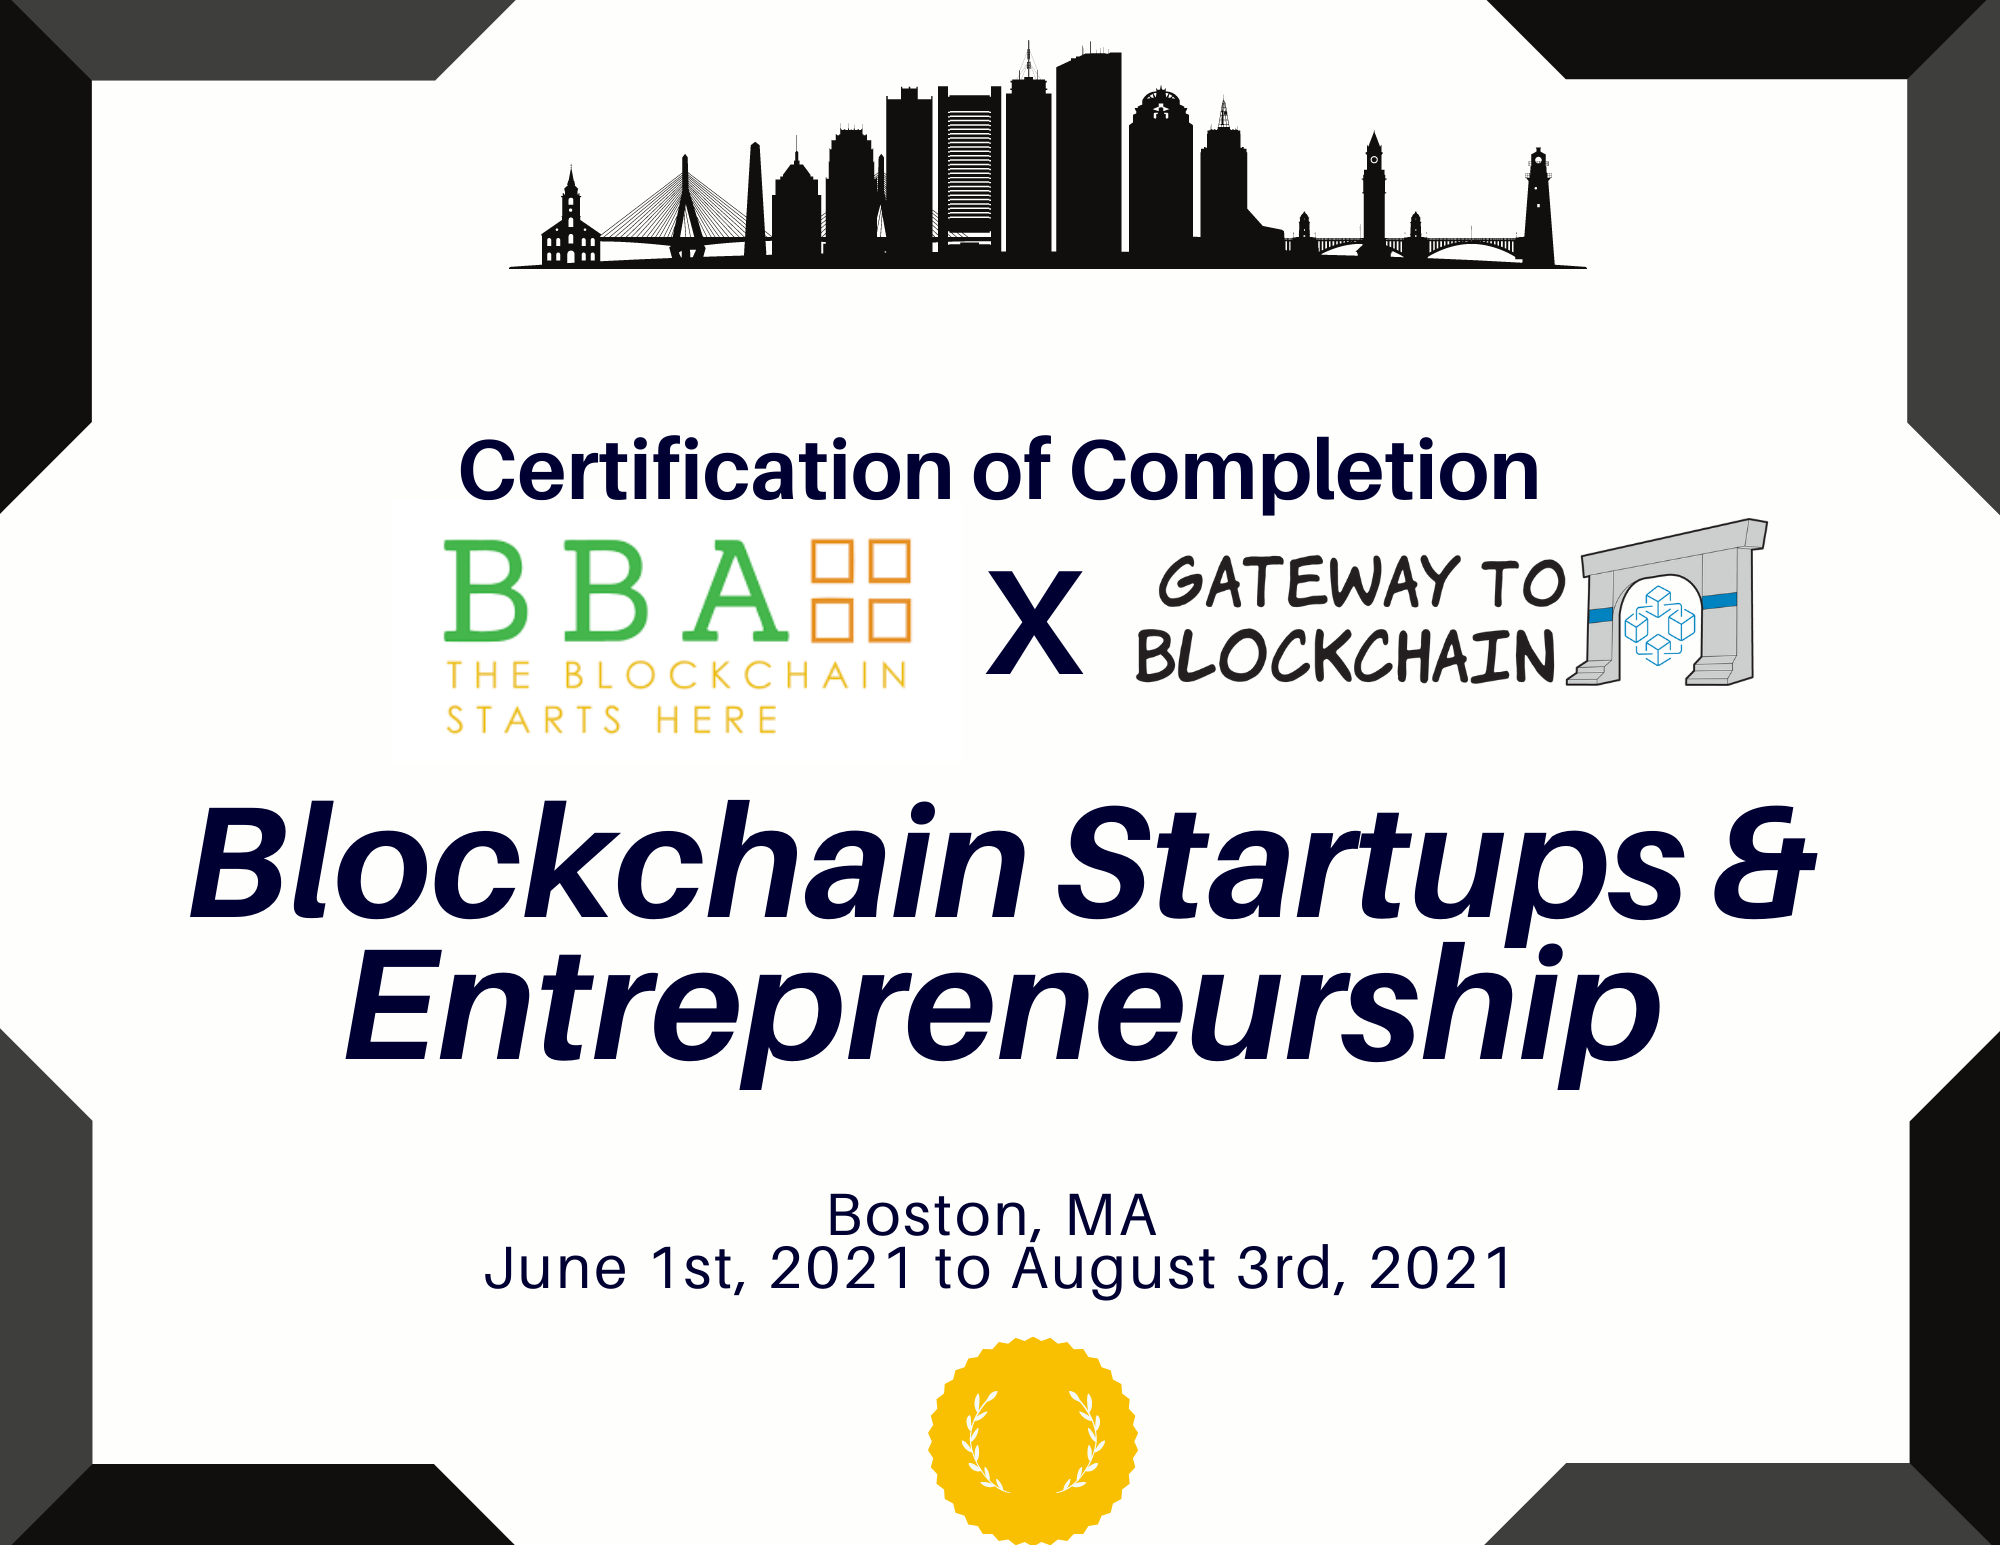 Certification of Completion
BBA
THE BLOCKCHAIN
STARTS HERE
X
GATEWAY TO
BLOCKCHAIN
Blockchain Startups &
Entrepreneurship
Boston, MA
June 1st, 2021 to August 3rd, 2021